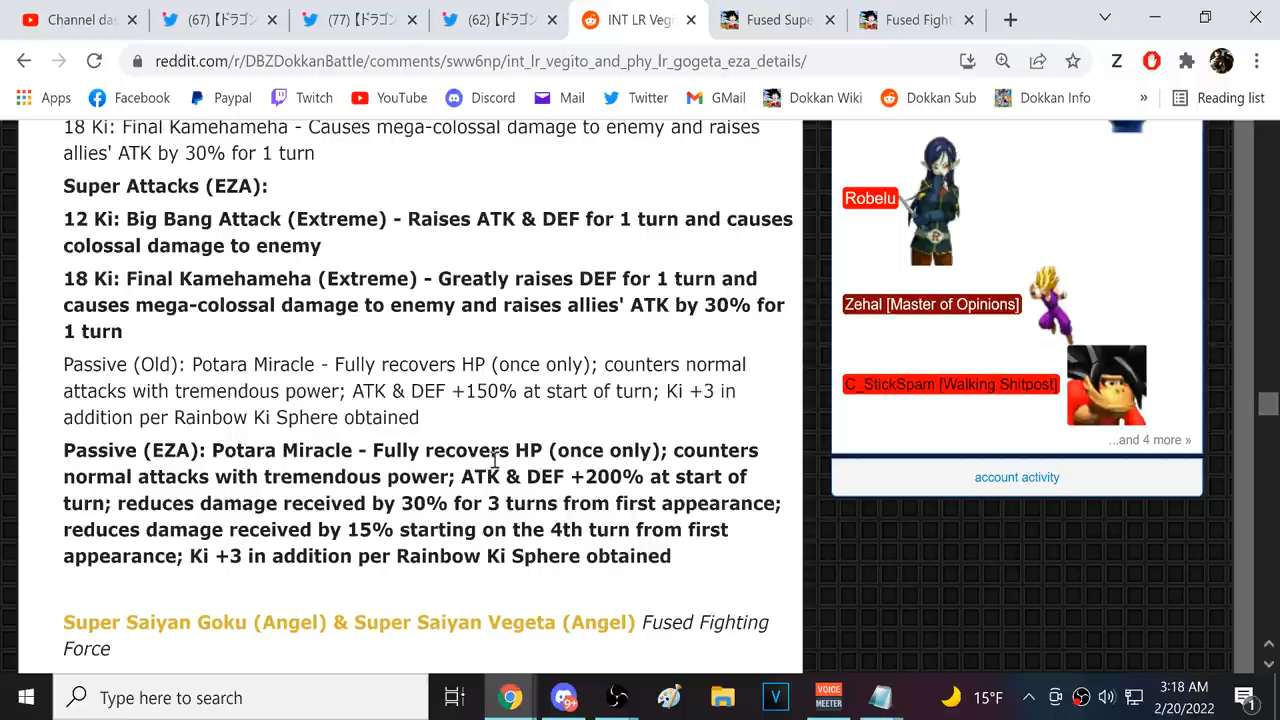 Channel das
(67)【ドラゴン
(77)【ドラゴン
(62)【ドラゴン
INT LR Vegi
Fused Supe
Fused Fight
reddit.com/r/DBZDokkanBattle/comments/sww6np/int_lr_vegito_and_phy_lr_gogeta_eza_details/
Z
Apps Facebook Paypal Twitch YouTube Discord Mail Twitter GMail Dokkan Wiki Dokkan Sub Dokkan Info » Reading list
18 Ki: Final Kamehameha - Causes mega-colossal damage to enemy and raises
allies' ATK by 30% for 1 turn
Super Attacks (EZA):
12 Ki: Big Bang Attack (Extreme) - Raises ATK & DEF for 1 turn and causes
colossal damage to enemy
18 Ki: Final Kamehameha (Extreme) - Greatly raises DEF for 1 turn and
causes mega-colossal damage to enemy and raises allies' ATK by 30% for
1 turn
Passive (Old): Potara Miracle - Fully recovers HP (once only); counters normal
attacks with tremendous power; ATK & DEF +150% at start of turn; Ki +3 in
addition per Rainbow Ki Sphere obtained
Passive (EZA): Potara Miracle - Fully recovers HP (once only); counters
normal attacks with tremendous power; ATK & DEF +200% at start of
turn; reduces damage received by 30% for 3 turns from first appearance;
reduces damage received by 15% starting on the 4th turn from first
appearance; Ki +3 in addition per Rainbow Ki Sphere obtained
Super Saiyan Goku (Angel) & Super Saiyan Vegeta (Angel) Fused Fighting
Force
Robelu
Zehal [Master of Opinions]
C_StickSpam [Walking Sh!tpost]
...and 4 more »
account activity
Type here to search
9+
V
VOICE
MEETER
15°F
3:18 AM
2/20/2022
1